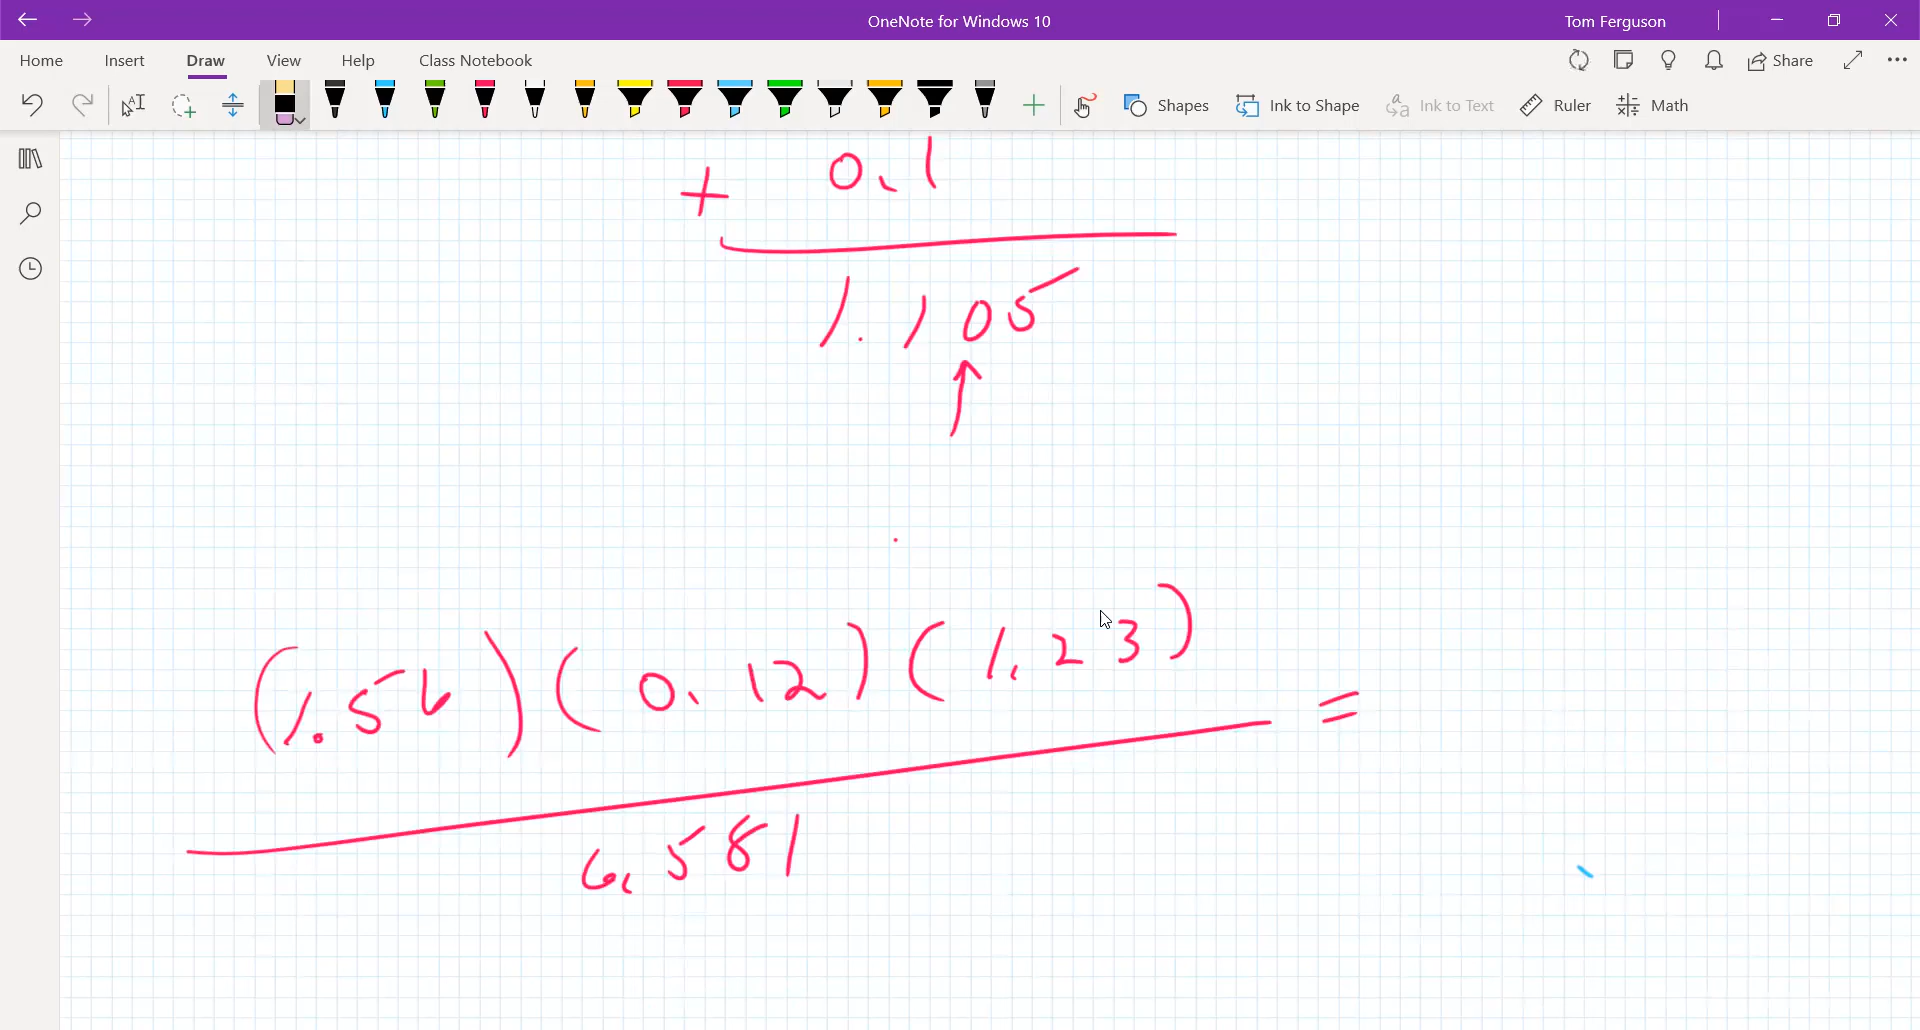 OneNote for Windows 10 Tom Ferguson
Home Insert Draw View Help Class Notebook Share
Shapes Ink to Shape Ink to Text Ruler Math
+ 0.1
1.105
(1.56)(0.12)(1.23) =
6.581